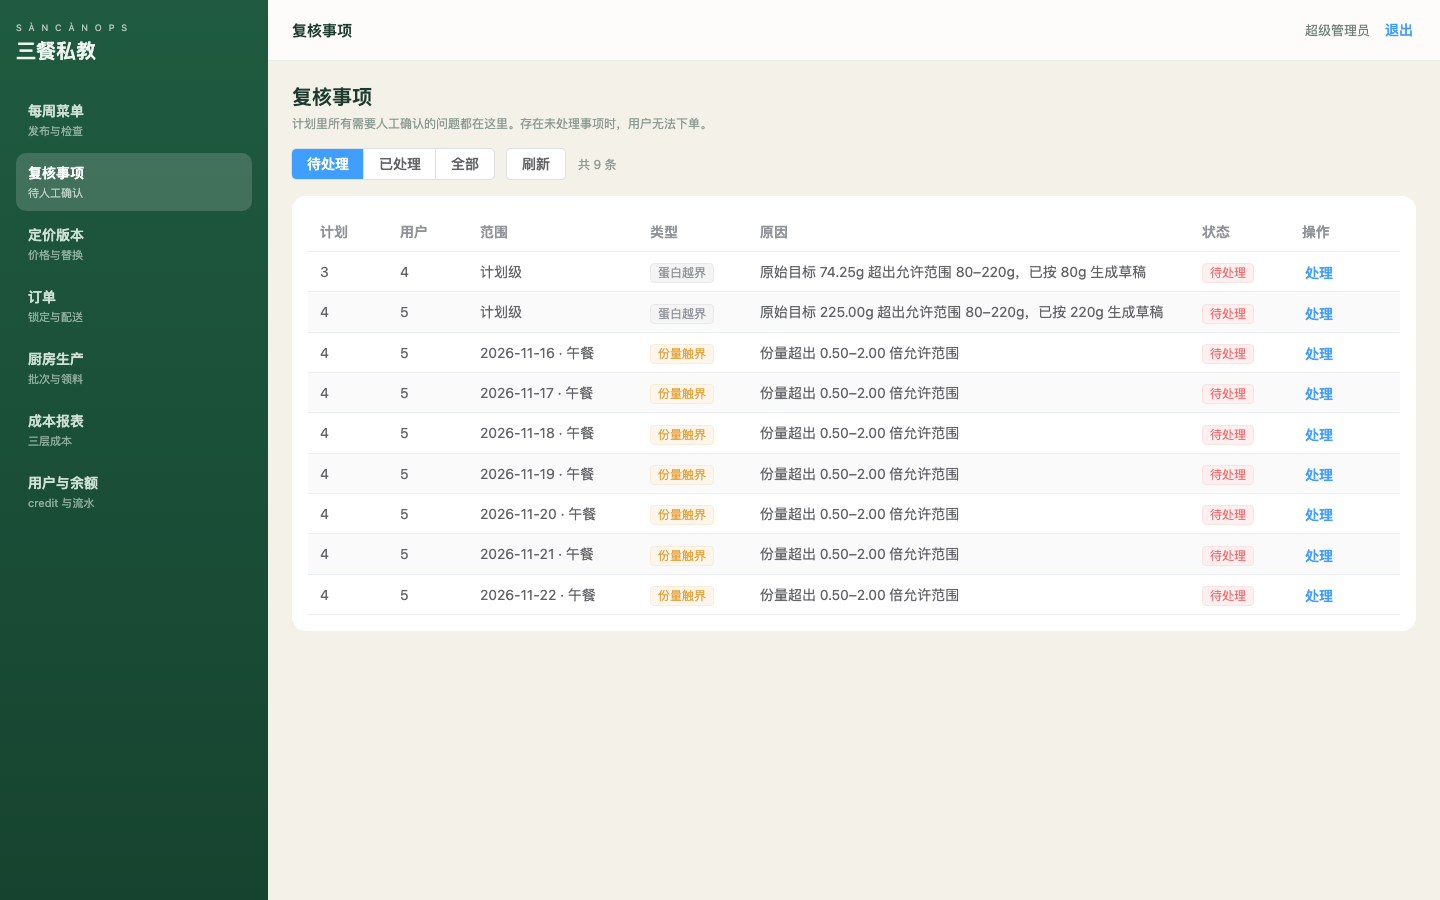 SÀNCÀNOPS
三餐私教
每周菜单
发布与检查
复核事项
待人工确认
定价版本
价格与替换
订单
锁定与配送
厨房生产
批次与领料
成本报表
三层成本
用户与余额
credit 与流水
复核事项
超级管理员 退出
复核事项
计划里所有需要人工确认的问题都在这里。存在未处理事项时，用户无法下单。
待处理 已处理 全部 刷新 共 9 条
计划 用户 范围 类型 原因 状态 操作
3 4 计划级 蛋白越界 原始目标 74.25g 超出允许范围 80–220g，已按 80g 生成草稿 待处理 处理
4 5 计划级 蛋白越界 原始目标 225.00g 超出允许范围 80–220g，已按 220g 生成草稿 待处理 处理
4 5 2026-11-16 · 午餐 份量触界 份量超出 0.50–2.00 倍允许范围 待处理 处理
4 5 2026-11-17 · 午餐 份量触界 份量超出 0.50–2.00 倍允许范围 待处理 处理
4 5 2026-11-18 · 午餐 份量触界 份量超出 0.50–2.00 倍允许范围 待处理 处理
4 5 2026-11-19 · 午餐 份量触界 份量超出 0.50–2.00 倍允许范围 待处理 处理
4 5 2026-11-20 · 午餐 份量触界 份量超出 0.50–2.00 倍允许范围 待处理 处理
4 5 2026-11-21 · 午餐 份量触界 份量超出 0.50–2.00 倍允许范围 待处理 处理
4 5 2026-11-22 · 午餐 份量触界 份量超出 0.50–2.00 倍允许范围 待处理 处理